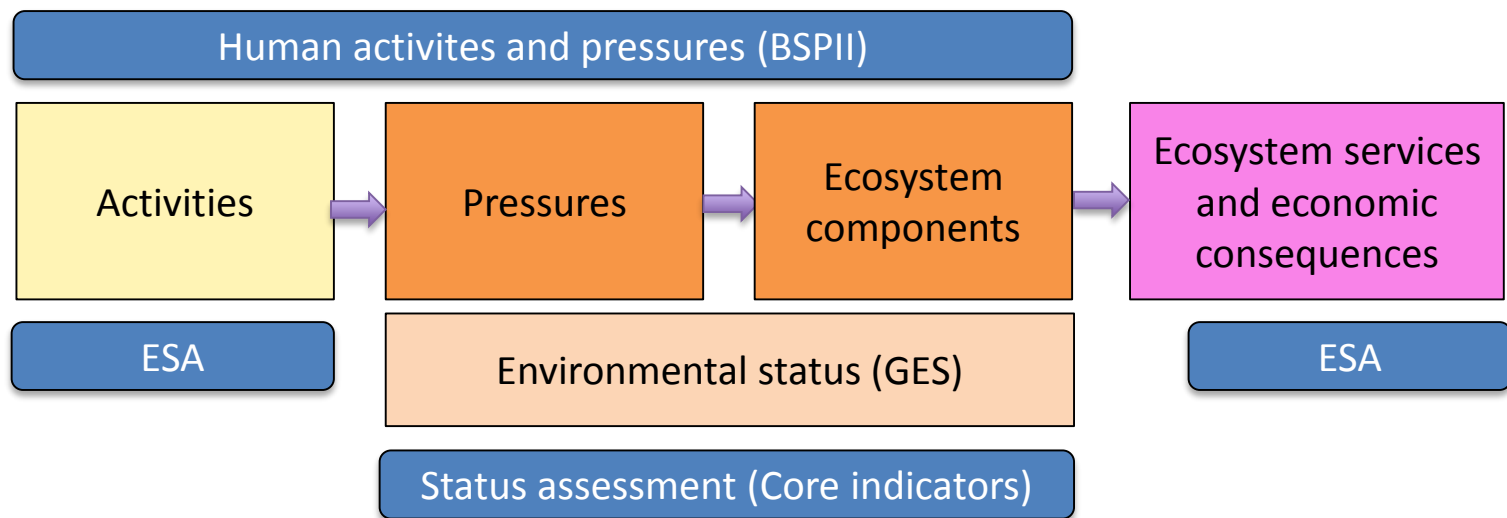 Human activites and pressures (BSPII)
Activities
Pressures
Ecosystem
components
Ecosystem services
and economic
consequences
ESA
Environmental status (GES)
ESA
Status assessment (Core indicators)